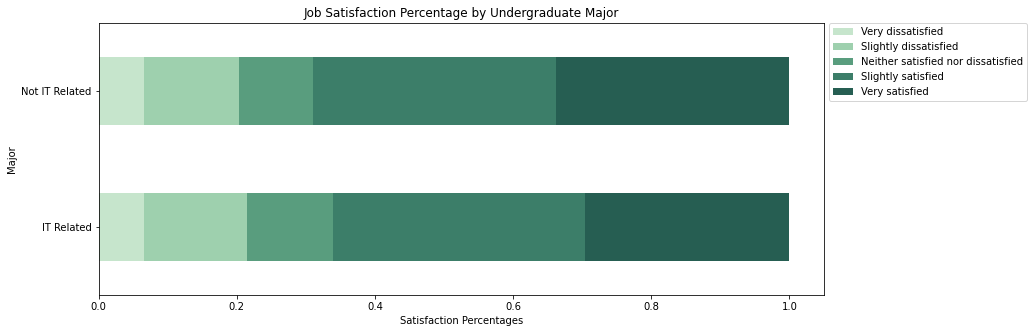 Job Satisfaction Percentage by Undergraduate Major
Very dissatisfied
Slightly dissatisfied
Neither satisfied nor dissatisfied
Slightly satisfied
Very satisfied
Major
Not IT Related
IT Related
0.0 0.2 0.4 0.6 0.8 1.0
Satisfaction Percentages